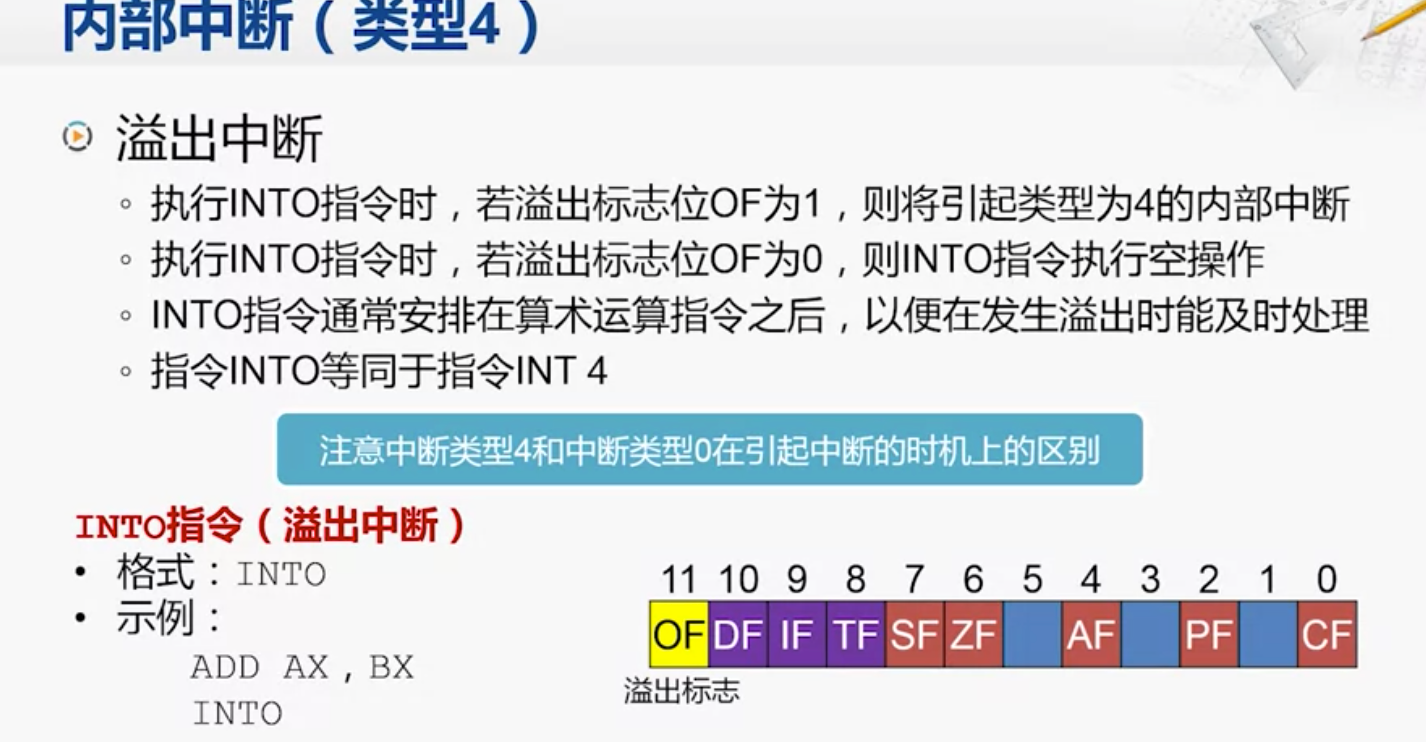 内部中断（类型4）
溢出中断
执行INTO指令时，若溢出标志位OF为1，则将引起类型为4的内部中断
执行INTO指令时，若溢出标志位OF为0，则INTO指令执行空操作
INTO指令通常安排在算术运算指令之后，以便在发生溢出时能及时处理
指令INTO等同于指令INT 4
注意中断类型4和中断类型0在引起中断的时机上的区别
INTO指令（溢出中断）
• 格式：INTO
• 示例：
ADD AX，BX
INTO
11 10 9 8 7 6 5 4 3 2 1 0
OF DF IF TF SF ZF AF PF CF
溢出标志